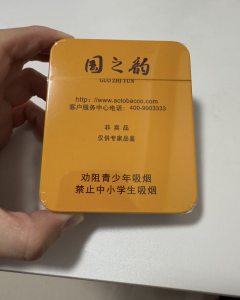 国之韵
GUO ZHI YUN
http://www.sctobacco.com
客户服务中心电话：400-9003333
非卖品
仅供专家品鉴
劝阻青少年吸烟
禁止中小学生吸烟